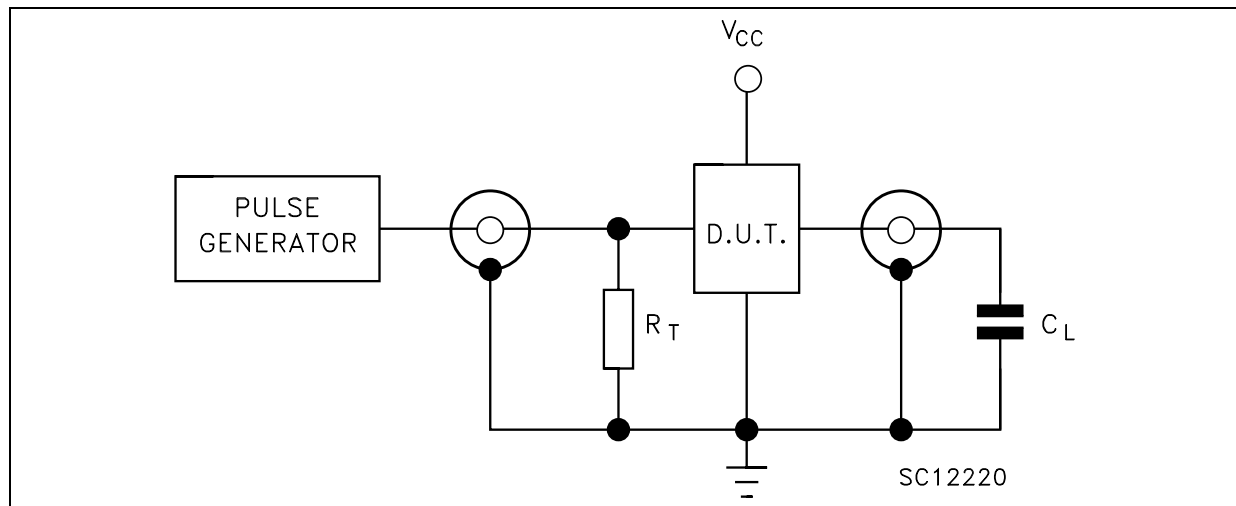 VCC
PULSE
GENERATOR
D.U.T.
RT
CL
SC12220